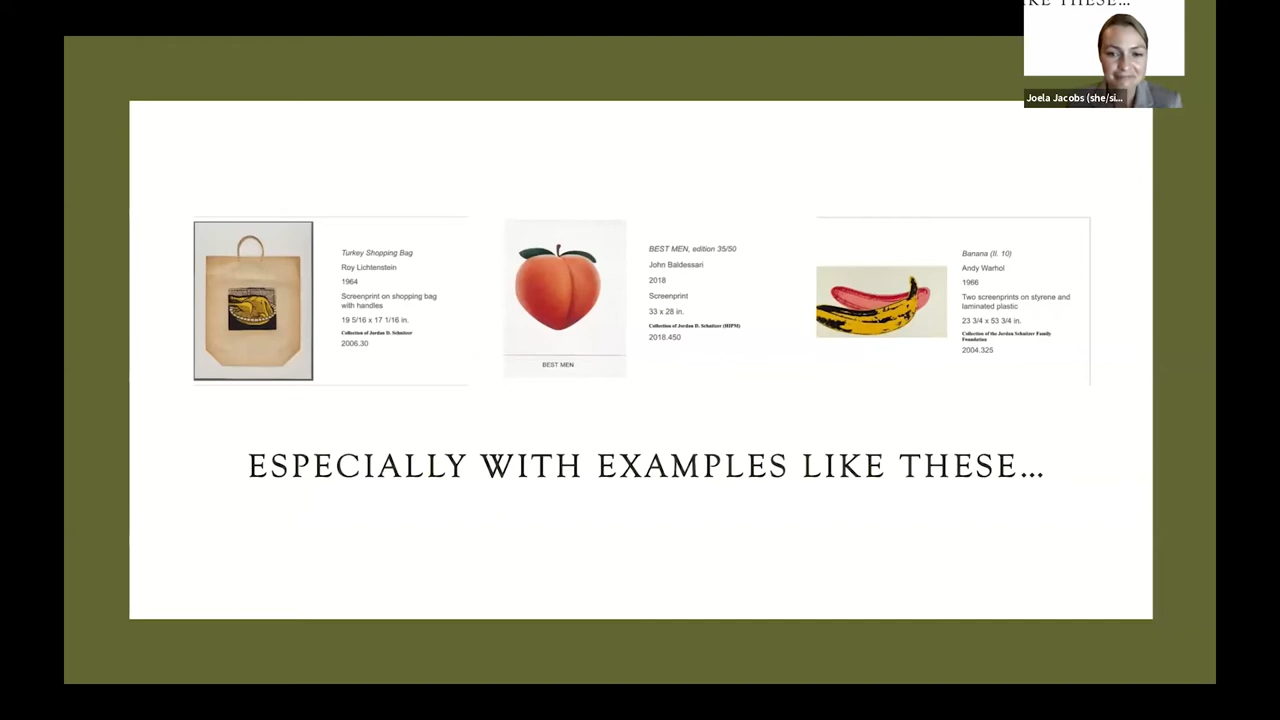 KE THESE…
Joela Jacobs (she/si...
Turkey Shopping Bag
Roy Lichtenstein
1964
Screenprint on shopping bag
with handles
19 5/16 x 17 1/16 in.
Collection of Jordan D. Schnitzer
2006.30
BEST MEN
BEST MEN, edition 35/50
John Baldessari
2018
Screenprint
33 x 28 in.
Collection of Jordan D. Schnitzer (HIPM)
2018.450
Banana (II. 10)
Andy Warhol
1966
Two screenprints on styrene and
laminated plastic
23 3/4 x 53 3/4 in.
Collection of the Jordan Schnitzer Family
Foundation
2004.325
ESPECIALLY WITH EXAMPLES LIKE THESE…